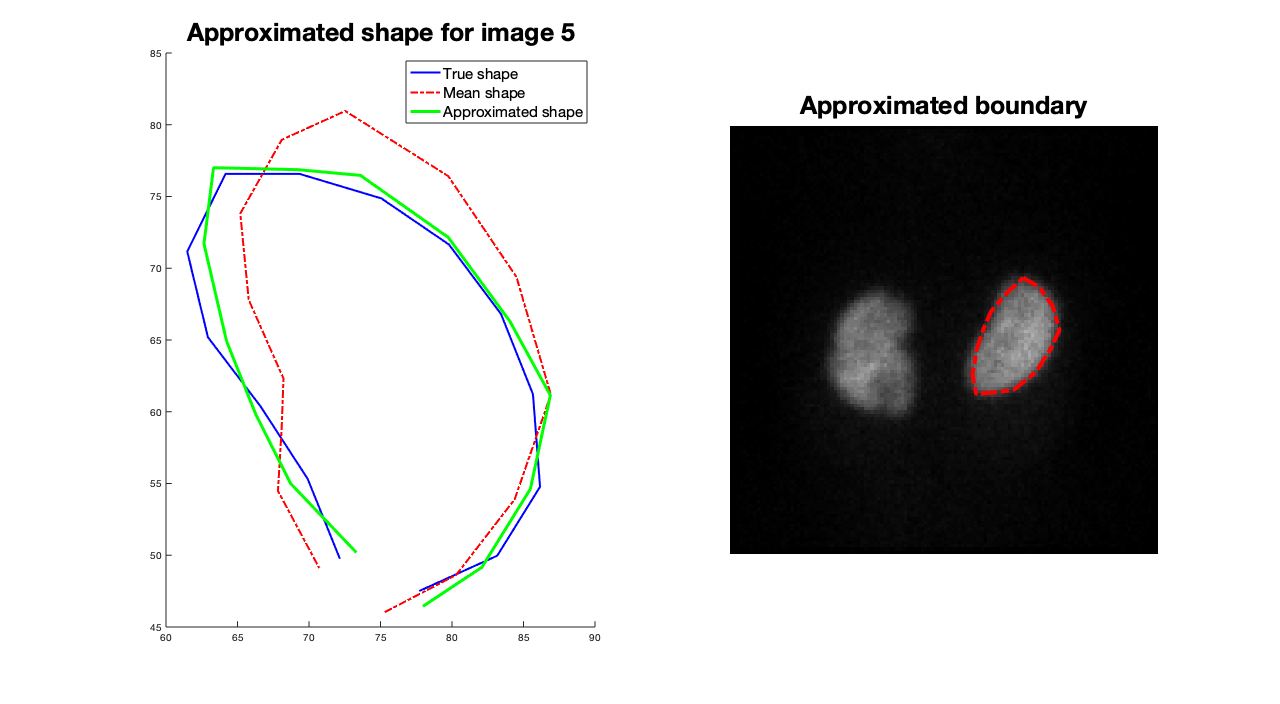 Approximated shape for image 5
85
80
75
70
65
60
55
50
45
60 65 70 75 80 85 90
True shape
Mean shape
Approximated shape
Approximated boundary